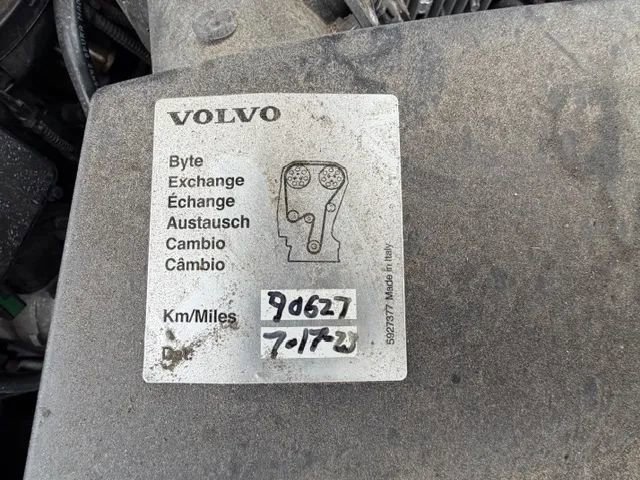 VOLVO
Byte
Exchange
Échange
Austausch
Cambio
Câmbio
Km/Miles 90627
7-17-23
5927377 Made in Italy